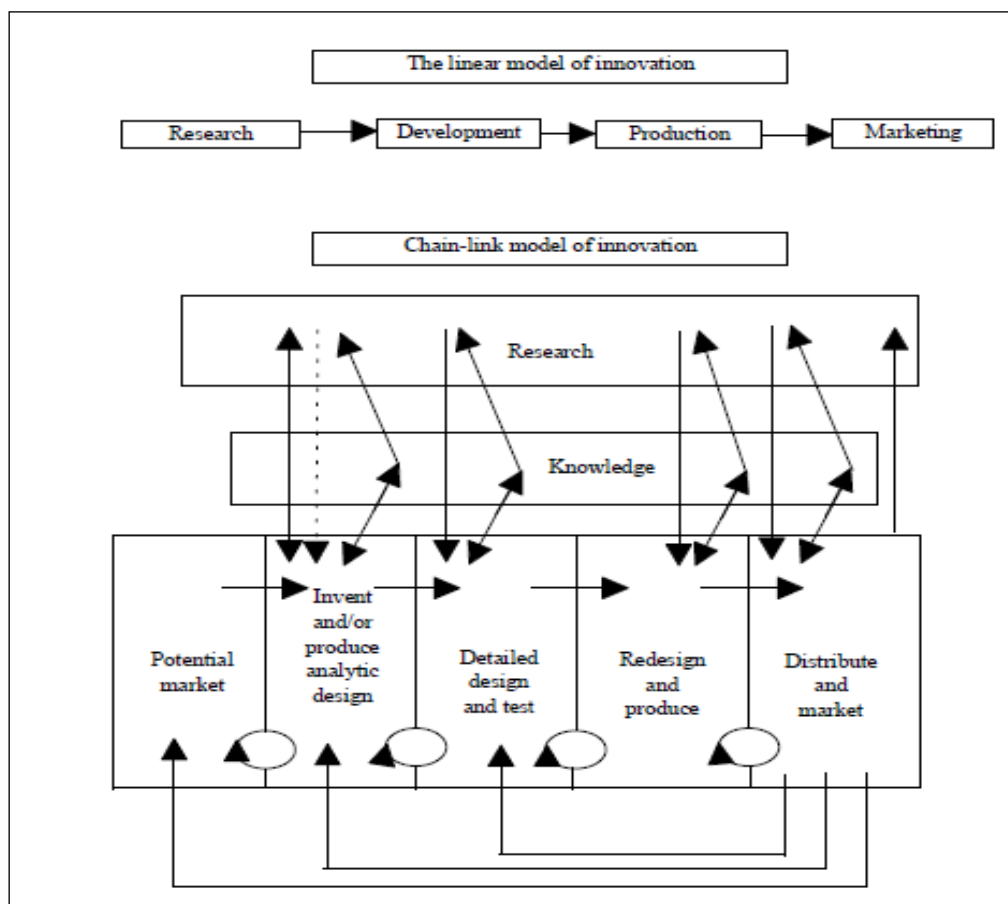 The linear model of innovation
Research
Development
Production
Marketing
Chain-link model of innovation
Research
Knowledge
Potential
market
Invent
and/or
produce
analytic
design
Detailed
design
and test
Redesign
and
produce
Distribute
and
market